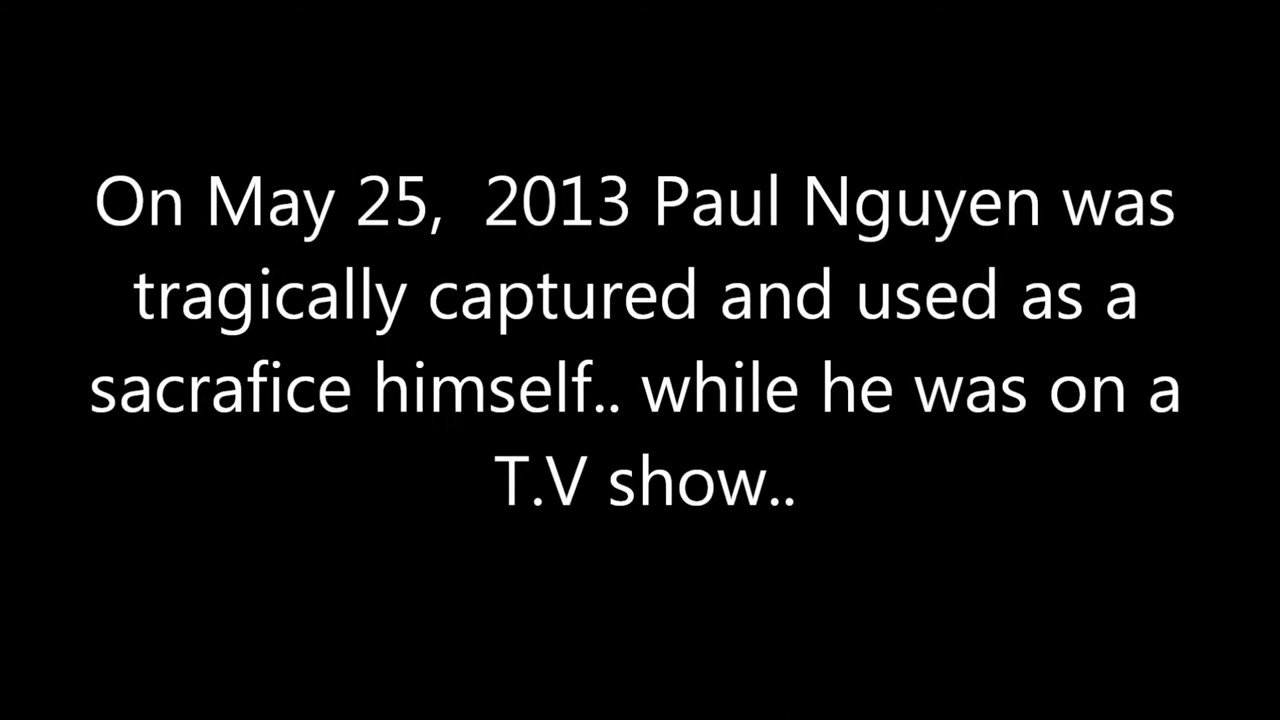 On May 25,  2013 Paul Nguyen was
tragically captured and used as a
sacrafice himself.. while he was on a
T.V show..